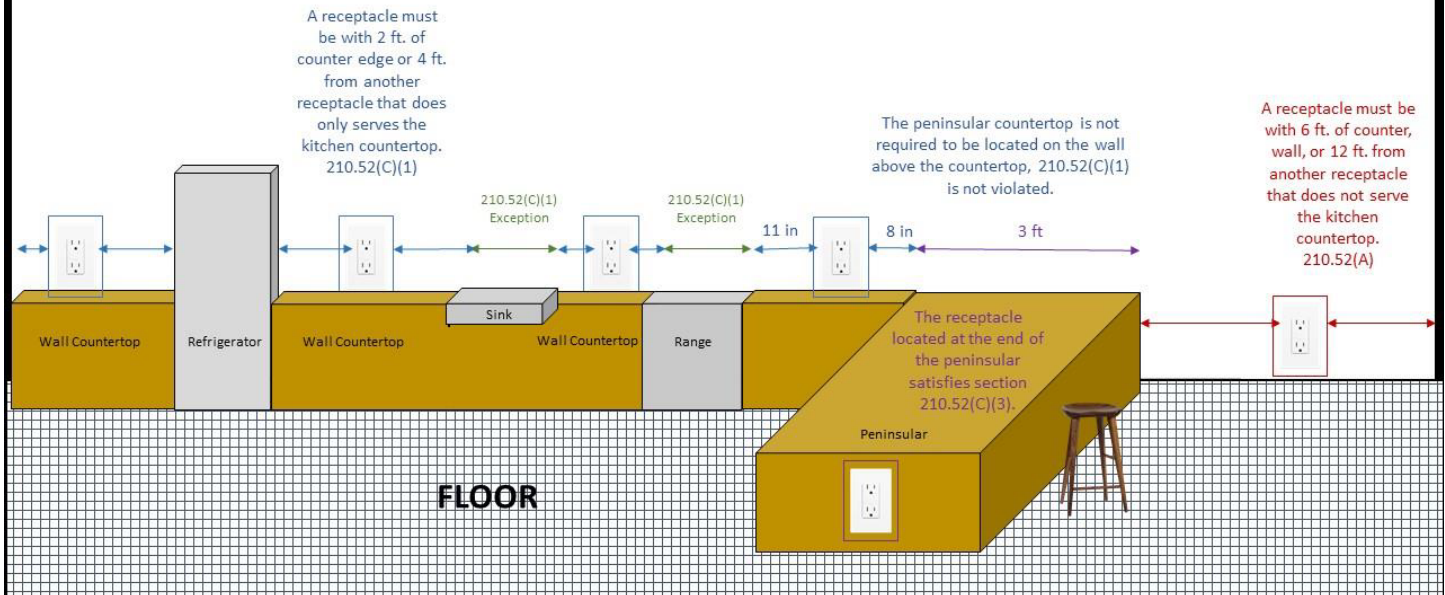 A receptacle must
be with 2 ft. of
counter edge or 4 ft.
from another
receptacle that does
only serves the
kitchen countertop.
210.52(C)(1)
The peninsular countertop is not
required to be located on the wall
above the countertop, 210.52(C)(1)
is not violated.
A receptacle must be
with 6 ft. of counter,
wall, or 12 ft. from
another receptacle
that does not serve
the kitchen
countertop.
210.52(A)
210.52(C)(1)
Exception
210.52(C)(1)
Exception
11 in
8 in
3 ft
Wall Countertop
Refrigerator
Wall Countertop
Sink
Wall Countertop
Range
The receptacle
located at the end of
the peninsular
satisfies section
210.52(C)(3).
Peninsular
FLOOR